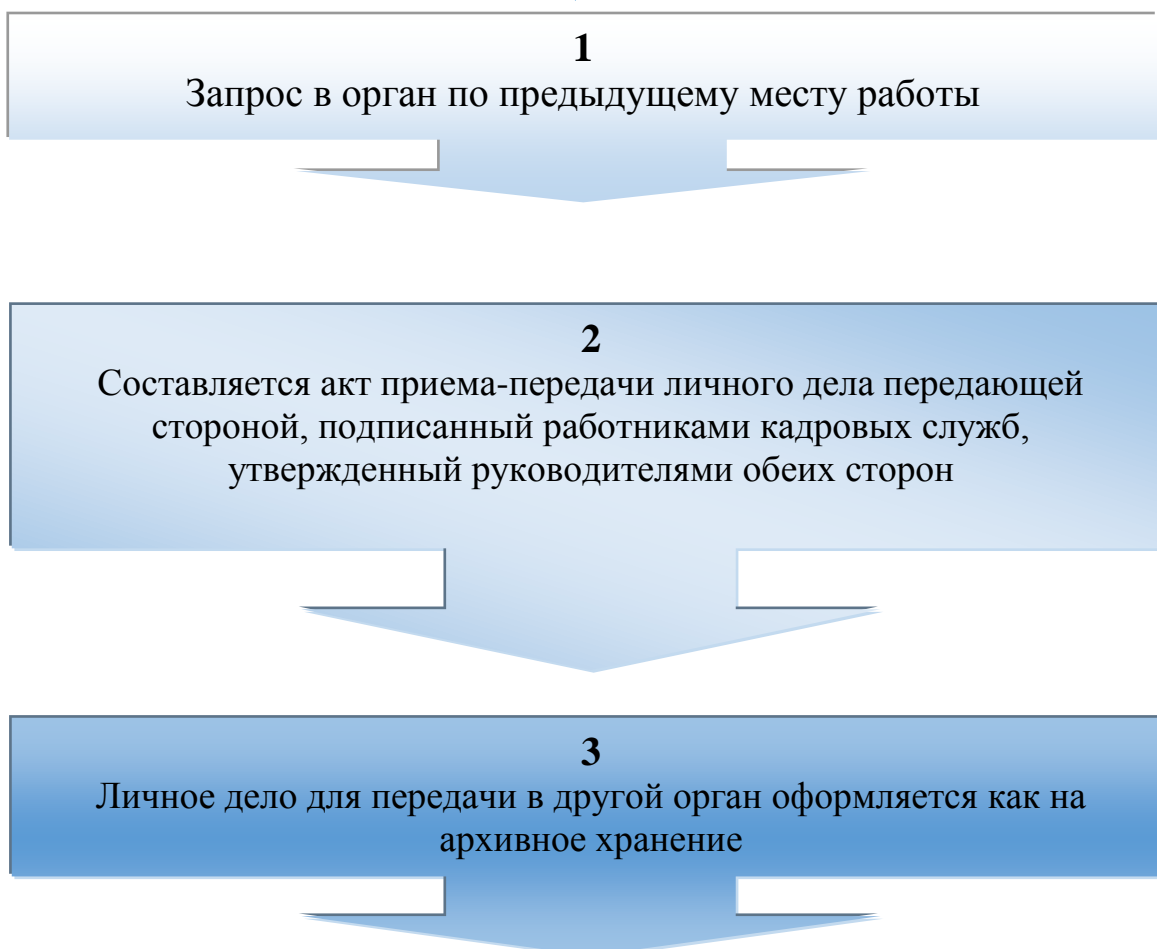 1
Запрос в орган по предыдущему месту работы
2
Составляется акт приема-передачи личного дела передающей
стороной, подписанный работниками кадровых служб,
утвержденный руководителями обеих сторон
3
Личное дело для передачи в другой орган оформляется как на
архивное хранение